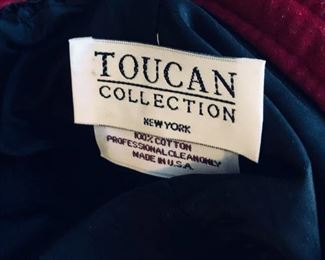 TOUCAN
COLLECTION
NEW YORK
100% COTTON
PROFESSIONAL CLEAN ONLY
MADE IN U.S.A.